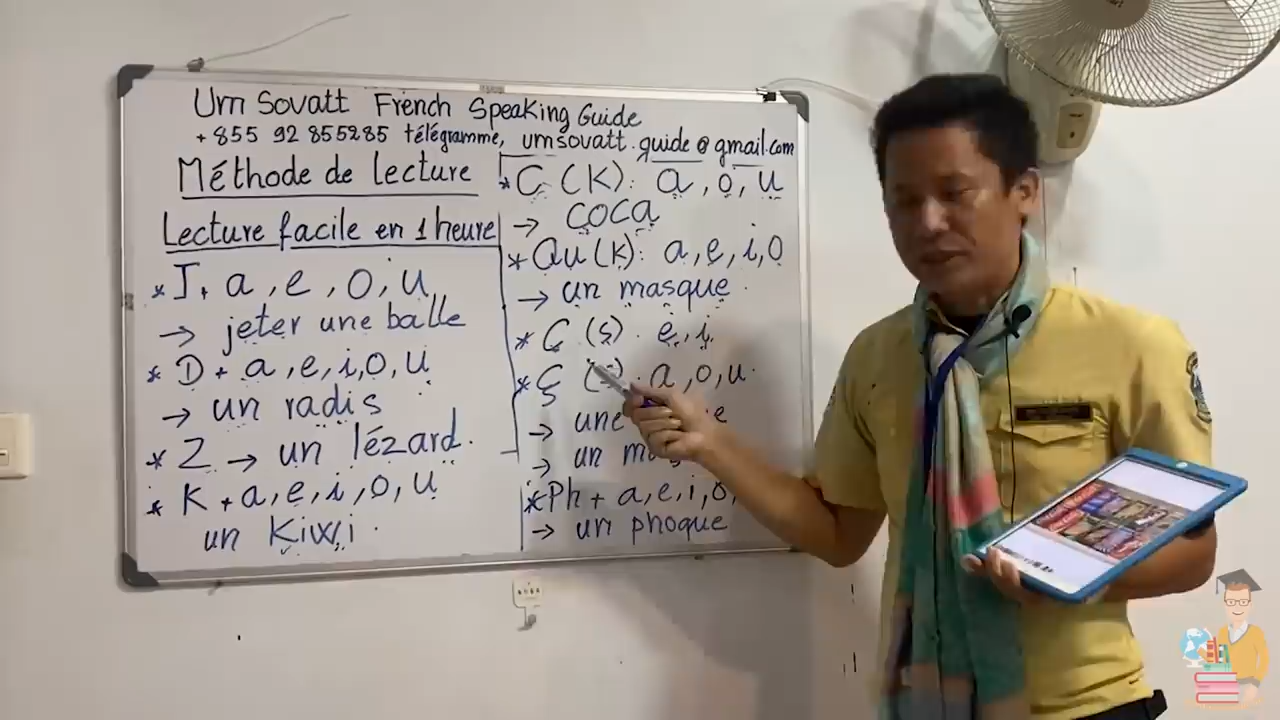 Um Sovatt French Speaking Guide
+855 92 855285 télégramme, umsovatt.guide@gmail.com
Méthode de lecture
Lecture facile en 1 heure
* J + a, e, o, u
→ jeter une balle
* D + a, e, i, o, u
→ un radis
* Z → un lézard.
* K + a, e, i, o, u
un Kiwi.
* C (K): a, o, u
→ coca
* Qu (K): a, e, i, o
→ un masque.
* C (s). e, i,
* Ç (s). a, o, u.
→ une
→ un
* Ph + a, e, i, o,
→ un phoque